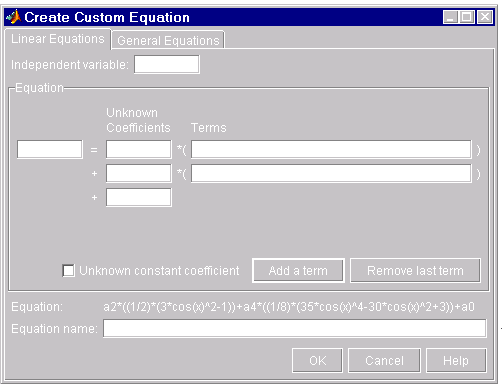 Create Custom Equation
Linear Equations General Equations
Independent variable:
Equation
Unknown
Coefficients Terms
= *( )
+ *( )
+
Unknown constant coefficient Add a term Remove last term
Equation: a2*((1/2)*(3*cos(x)^2-1))+a4*((1/8)*(35*cos(x)^4-30*cos(x)^2+3))+a0
Equation name:
OK Cancel Help